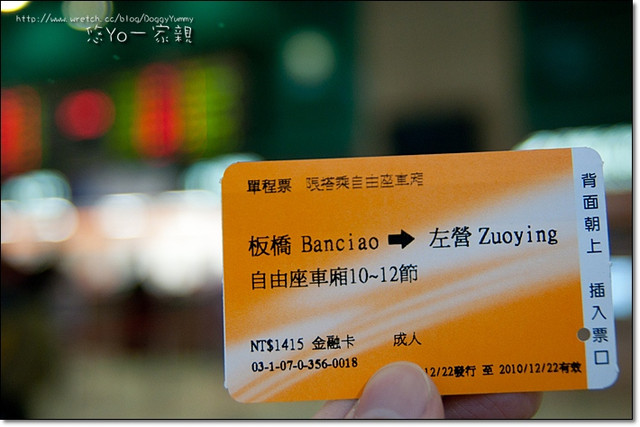 http://www.wretch.cc/blog/DoggyYummy
悠Yo一家親
單程票 限搭乘自由座車廂
板橋 Banciao → 左營 Zuoying
自由座車廂10~12節
NT$1415 金融卡 成人
03-1-07-0-356-0018
12/22發行 至 2010/12/22有效
背面朝上 插入票口